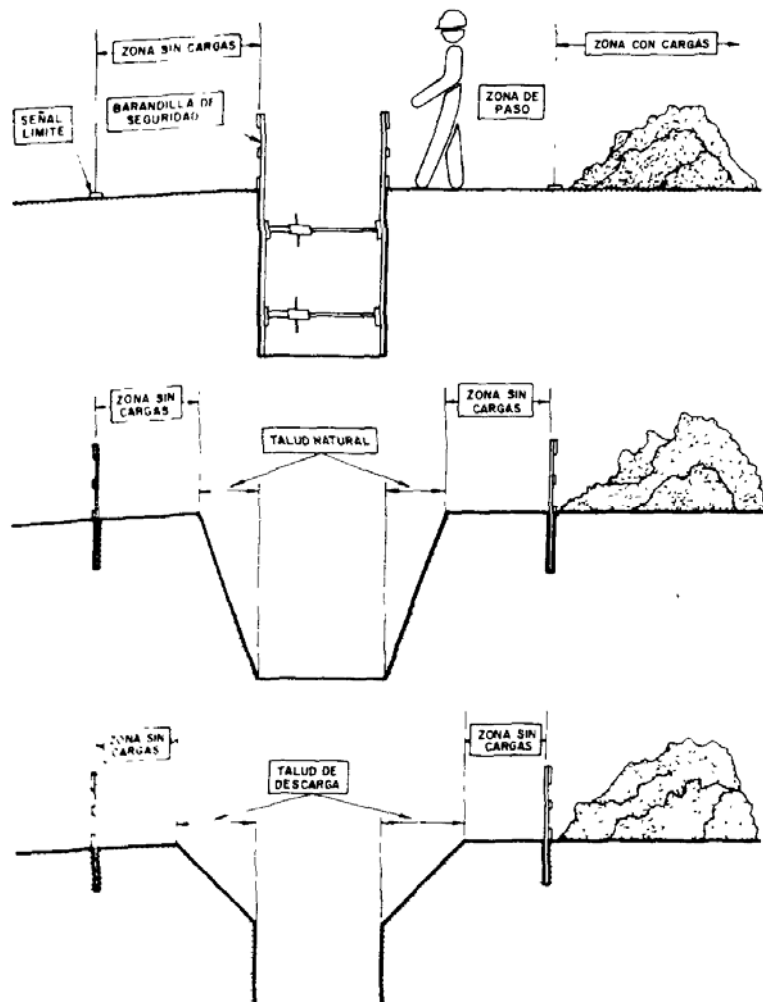 ZONA SIN CARGAS
ZONA CON CARGAS
BARANDILLA DE
SEGURIDAD
ZONA DE
PASO
SEÑAL
LIMITE
ZONA SIN
CARGAS
ZONA SIN
CARGAS
TALUD NATURAL
ZONA SIN
CARGAS
ZONA SIN
CARGAS
TALUD DE
DESCARGA